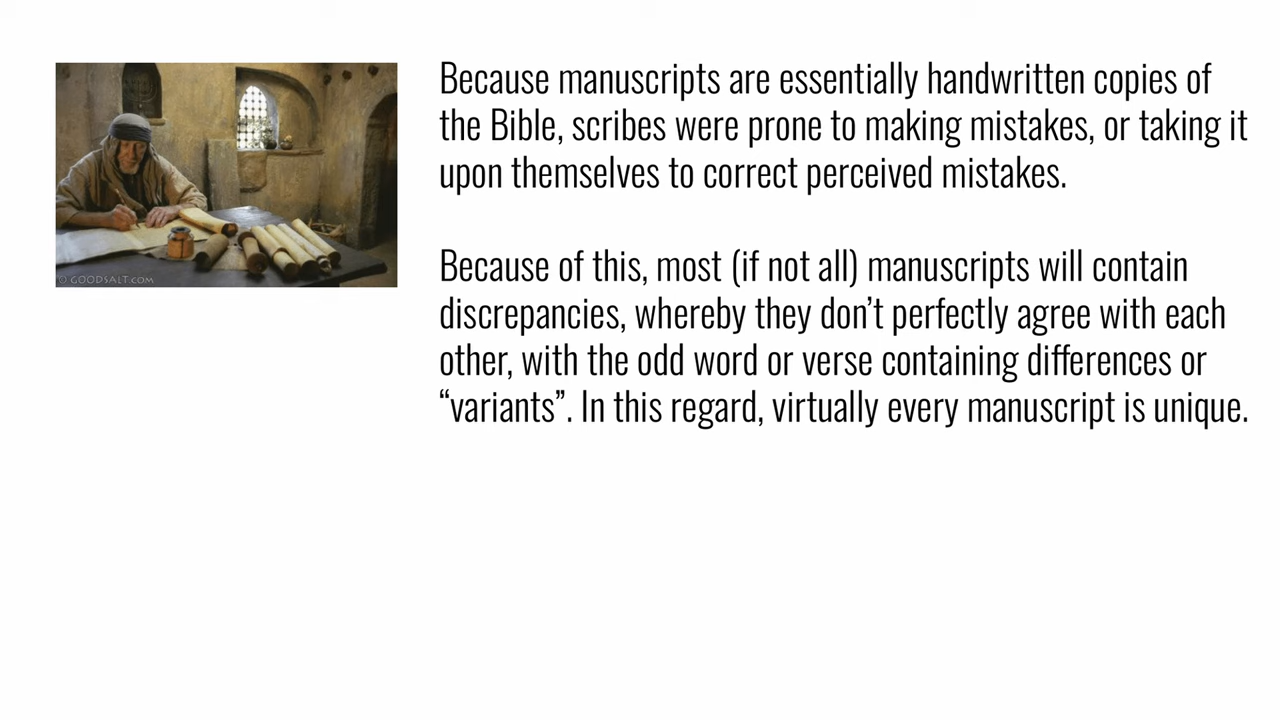 Because manuscripts are essentially handwritten copies of
the Bible, scribes were prone to making mistakes, or taking it
upon themselves to correct perceived mistakes.
Because of this, most (if not all) manuscripts will contain
discrepancies, whereby they don’t perfectly agree with each
other, with the odd word or verse containing differences or
“variants”. In this regard, virtually every manuscript is unique.
© GOODSALT.COM